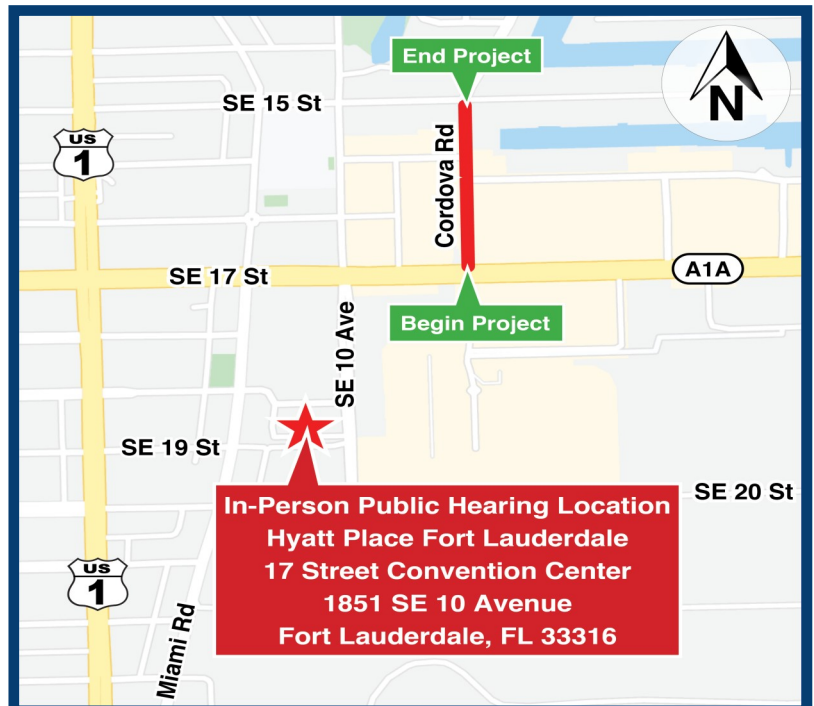 End Project
N
SE 15 St
US
1
Cordova Rd
SE 17 St
A1A
Begin Project
SE 10 Ave
SE 19 St
SE 20 St
In-Person Public Hearing Location
Hyatt Place Fort Lauderdale
17 Street Convention Center
1851 SE 10 Avenue
Fort Lauderdale, FL 33316
US
1
Miami Rd